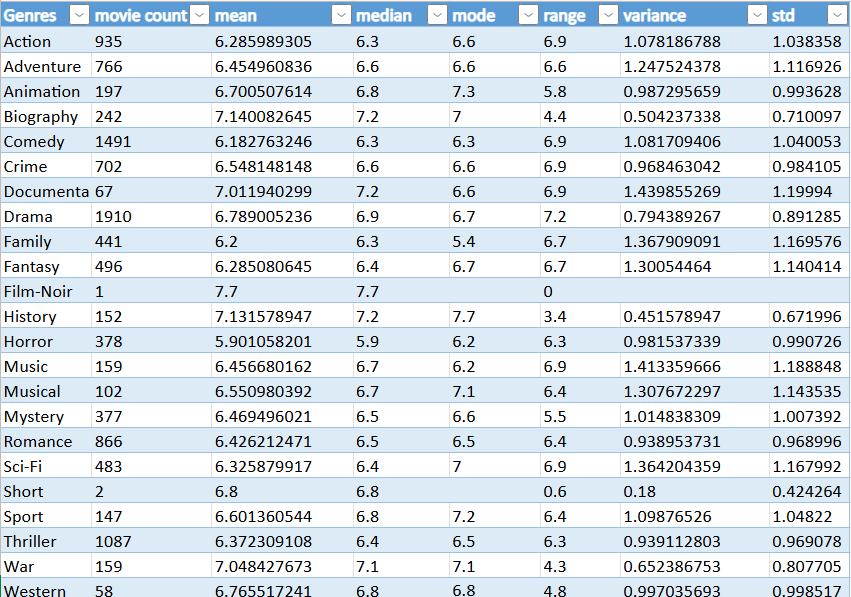 Genres movie count mean median mode range variance std
Action 935 6.285989305 6.3 6.6 6.9 1.078186788 1.038358
Adventure 766 6.454960836 6.6 6.6 6.6 1.247524378 1.116926
Animation 197 6.700507614 6.8 7.3 5.8 0.987295659 0.993628
Biography 242 7.140082645 7.2 7 4.4 0.504237338 0.710097
Comedy 1491 6.182763246 6.3 6.3 6.9 1.081709406 1.040053
Crime 702 6.548148148 6.6 6.6 6.9 0.968463042 0.984105
Documenta 67 7.011940299 7.2 6.6 6.9 1.439855269 1.19994
Drama 1910 6.789005236 6.9 6.7 7.2 0.794389267 0.891285
Family 441 6.2 6.3 5.4 6.7 1.367909091 1.169576
Fantasy 496 6.285080645 6.4 6.7 6.7 1.30054464 1.140414
Film-Noir 1 7.7 7.7 0
History 152 7.131578947 7.2 7.7 3.4 0.451578947 0.671996
Horror 378 5.901058201 5.9 6.2 6.3 0.981537339 0.990726
Music 159 6.456680162 6.7 6.2 6.9 1.413359666 1.188848
Musical 102 6.550980392 6.7 7.1 6.4 1.307672297 1.143535
Mystery 377 6.469496021 6.5 6.6 5.5 1.014838309 1.007392
Romance 866 6.426212471 6.5 6.5 6.4 0.938953731 0.968996
Sci-Fi 483 6.325879917 6.4 7 6.9 1.364204359 1.167992
Short 2 6.8 6.8 0.6 0.18 0.424264
Sport 147 6.601360544 6.8 7.2 6.4 1.09876526 1.04822
Thriller 1087 6.372309108 6.4 6.5 6.3 0.939112803 0.969078
War 159 7.048427673 7.1 7.1 4.3 0.652386753 0.807705
Western 58 6.765517241 6.8 6.8 4.8 0.997035693 0.998517